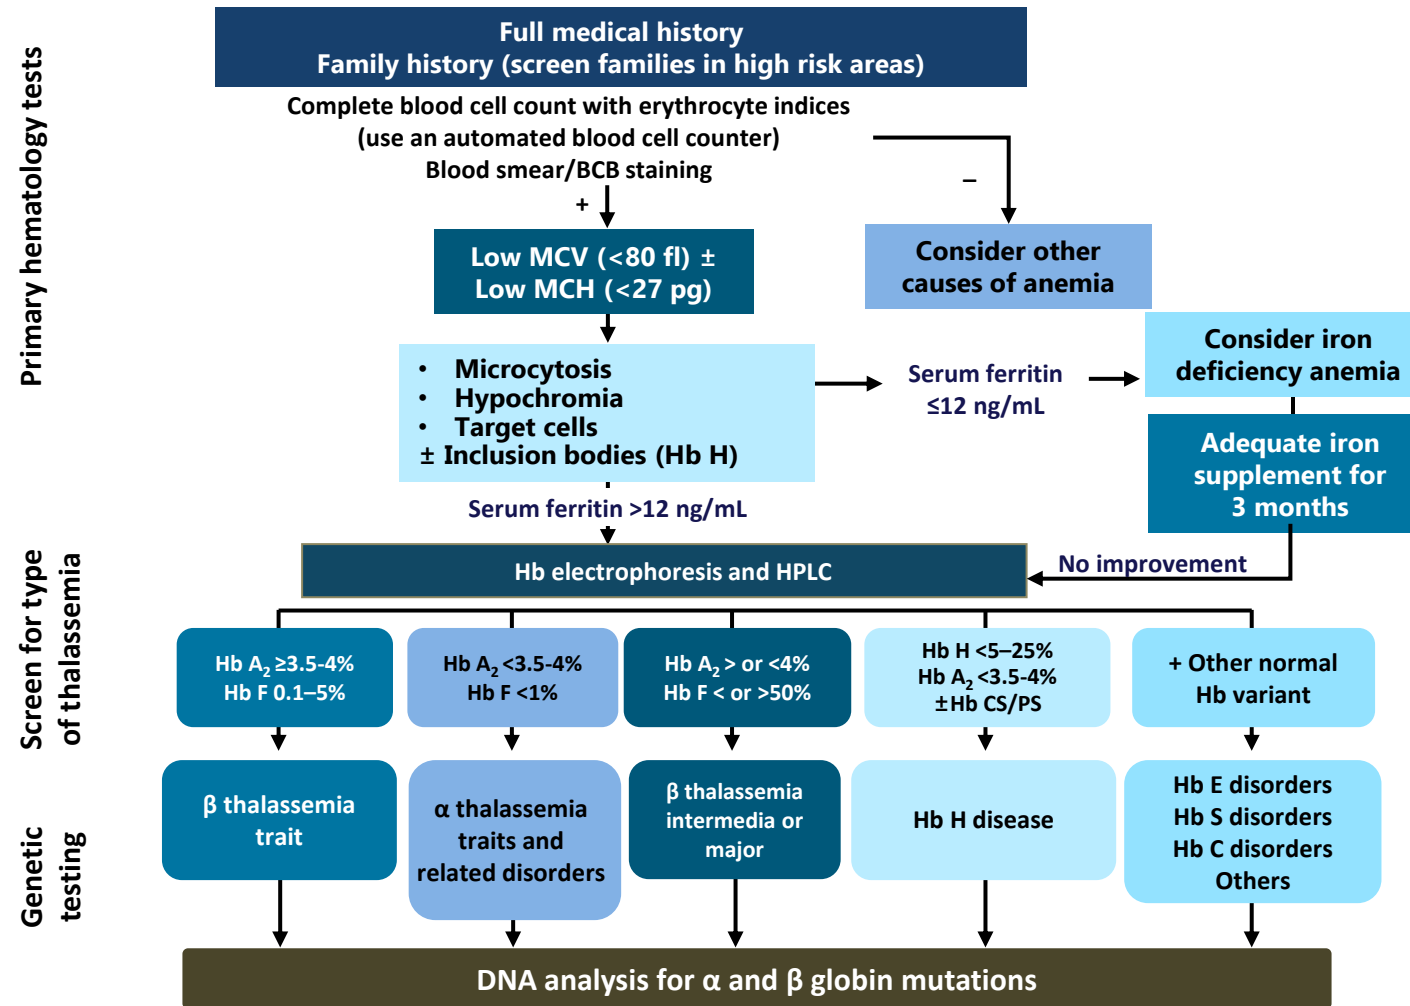 Primary hematology tests
Full medical history
Family history (screen families in high risk areas)
Complete blood cell count with erythrocyte indices
(use an automated blood cell counter)
Blood smear/BCB staining
+
–
Low MCV (<80 fl) ±
Low MCH (<27 pg)
Consider other
causes of anemia
• Microcytosis
• Hypochromia
• Target cells
± Inclusion bodies (Hb H)
Serum ferritin
≤12 ng/mL
Consider iron
deficiency anemia
Adequate iron
supplement for
3 months
Serum ferritin >12 ng/mL
No improvement
Screen for type
of thalassemia
Hb electrophoresis and HPLC
Hb A₂ ≥3.5-4%
Hb F 0.1–5%
Hb A₂ <3.5-4%
Hb F <1%
Hb A₂ > or <4%
Hb F < or >50%
Hb H <5–25%
Hb A₂ <3.5-4%
±Hb CS/PS
+ Other normal
Hb variant
Genetic
testing
β thalassemia
trait
α thalassemia
traits and
related disorders
β thalassemia
intermedia or
major
Hb H disease
Hb E disorders
Hb S disorders
Hb C disorders
Others
DNA analysis for α and β globin mutations